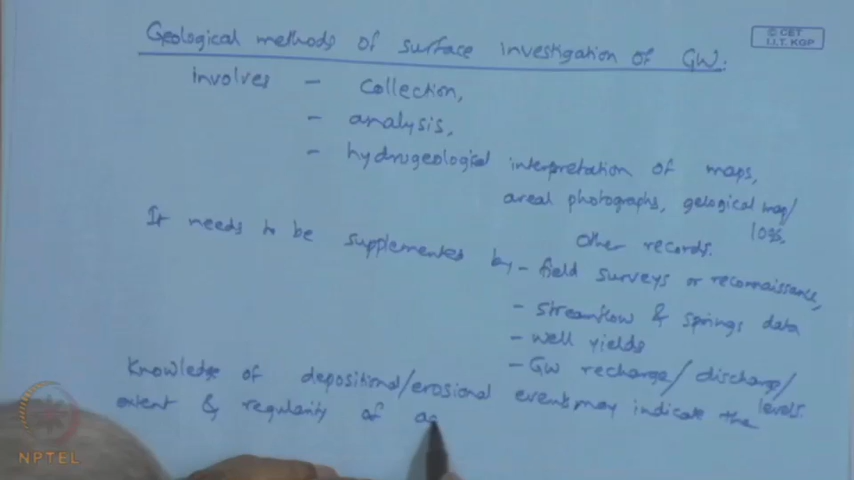 Geological methods of surface investigation of GW.
© CET
I.I.T. KGP
involves – Collection,
– analysis,
– hydrogeological interpretation of maps,
areal photographs, gelogical map/
logs.
other records.
It needs to be supplemented by – field surveys or reconnaissance,
– streamflow & springs data
– well yields
– GW recharge/discharge/
levels.
Knowledge of depositional/erosional events may indicate the
extent & regularity of aq
NPTEL